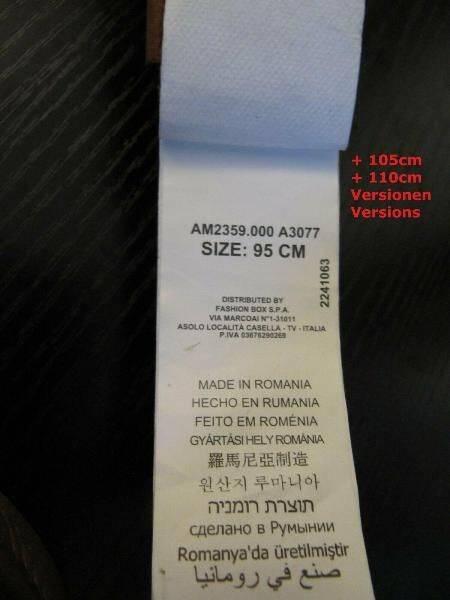 AM2359.000 A3077
SIZE: 95 CM
2241063
DISTRIBUTED BY
FASHION BOX S.P.A.
VIA MARCOAI N°1-31011
ASOLO LOCALITÀ CASELLA - TV - ITALIA
P.IVA 03676290269
MADE IN ROMANIA
HECHO EN RUMANIA
FEITO EM ROMÉNIA
GYÁRTÁSI HELY ROMÁNIA
羅馬尼亞制造
원산지 루마니아
תוצרת רומניה
сделано в Румынии
Romanya'da üretilmiştir
صنع في رومانيا
+ 105cm
+ 110cm
Versionen
Versions